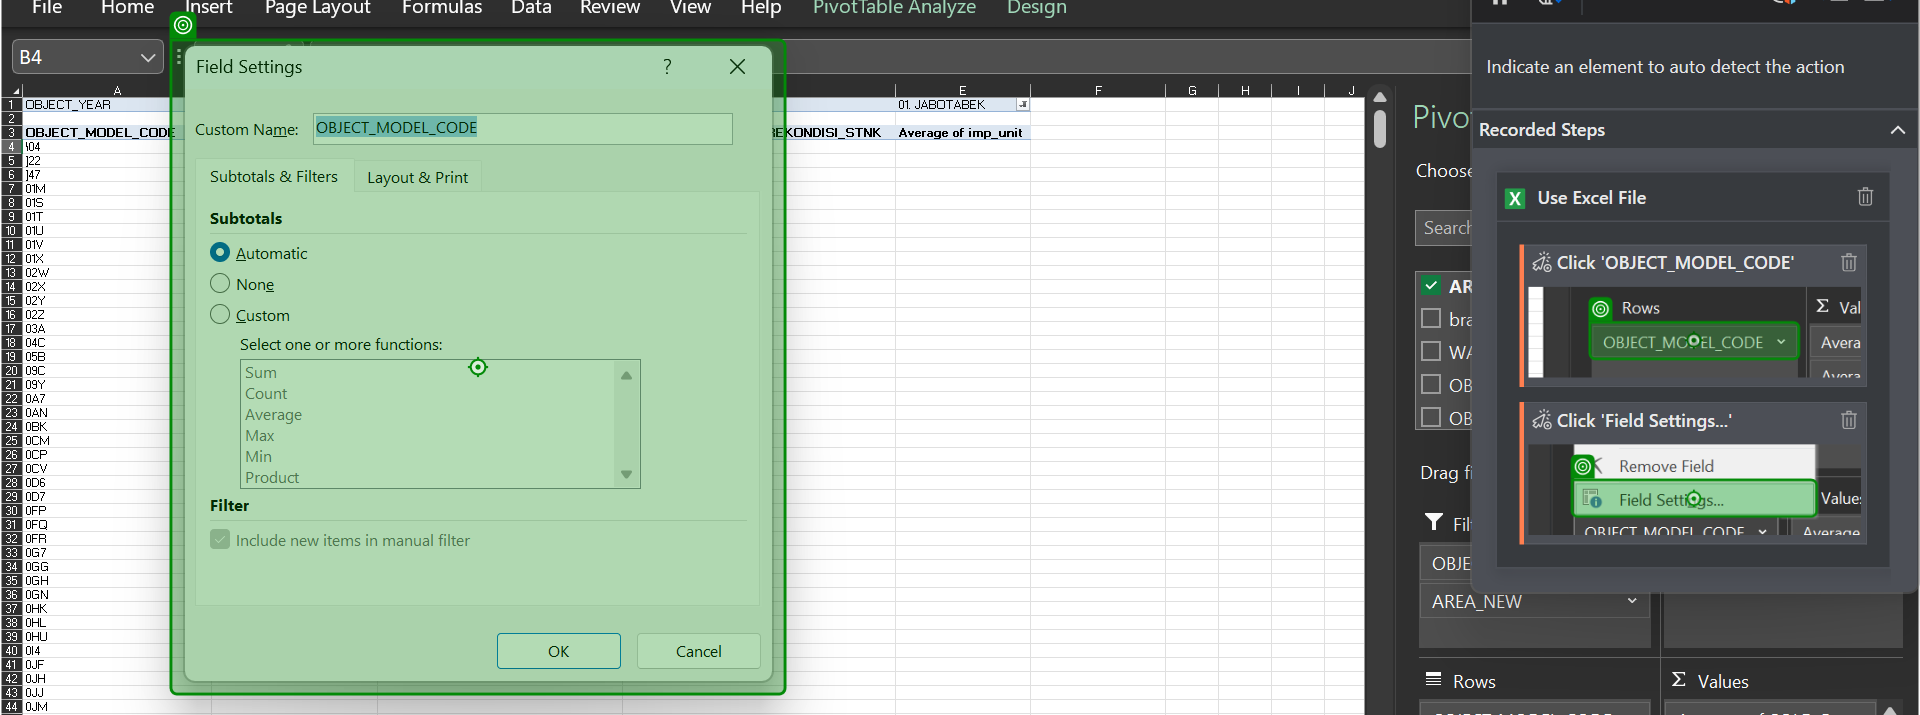 File Home Insert Page Layout Formulas Data Review View Help PivotTable Analyze Design
B4
A E F G H I J
1 OBJECT_YEAR 01. JABOTABEK
2
3 OBJECT_MODEL_CODE EKONDISI_STNK Average of imp_unit
4 \04
5 ]22
6 ]47
7 01M
8 01S
9 01T
10 01U
11 01V
12 01X
13 02W
14 02X
15 02Y
16 02Z
17 03A
18 04C
19 05B
20 09C
21 09Y
22 0A7
23 0AN
24 0BK
25 0CM
26 0CP
27 0CV
28 0D6
29 0D7
30 0FP
31 0FQ
32 0FR
33 0G7
34 0GG
35 0GH
36 0GN
37 0HK
38 0HL
39 0HU
40 0I4
41 0JF
42 0JH
43 0JJ
44 0JM
Field Settings ?
Custom Name: OBJECT_MODEL_CODE
Subtotals & Filters Layout & Print
Subtotals
Automatic
None
Custom
Select one or more functions:
Sum
Count
Average
Max
Min
Product
Filter
Include new items in manual filter
OK Cancel
Pivo
Choose
Search
AR
bra
WA
OB
OB
Drag fi
Fil
OBJE
AREA_NEW
Rows
Σ Values
Indicate an element to auto detect the action
Recorded Steps
Use Excel File
Click 'OBJECT_MODEL_CODE'
Rows Σ Val
OBJECT_MODEL_CODE Avera
Click 'Field Settings...'
Remove Field
Field Settings... Values
OBJECT_MODEL_CODE Average